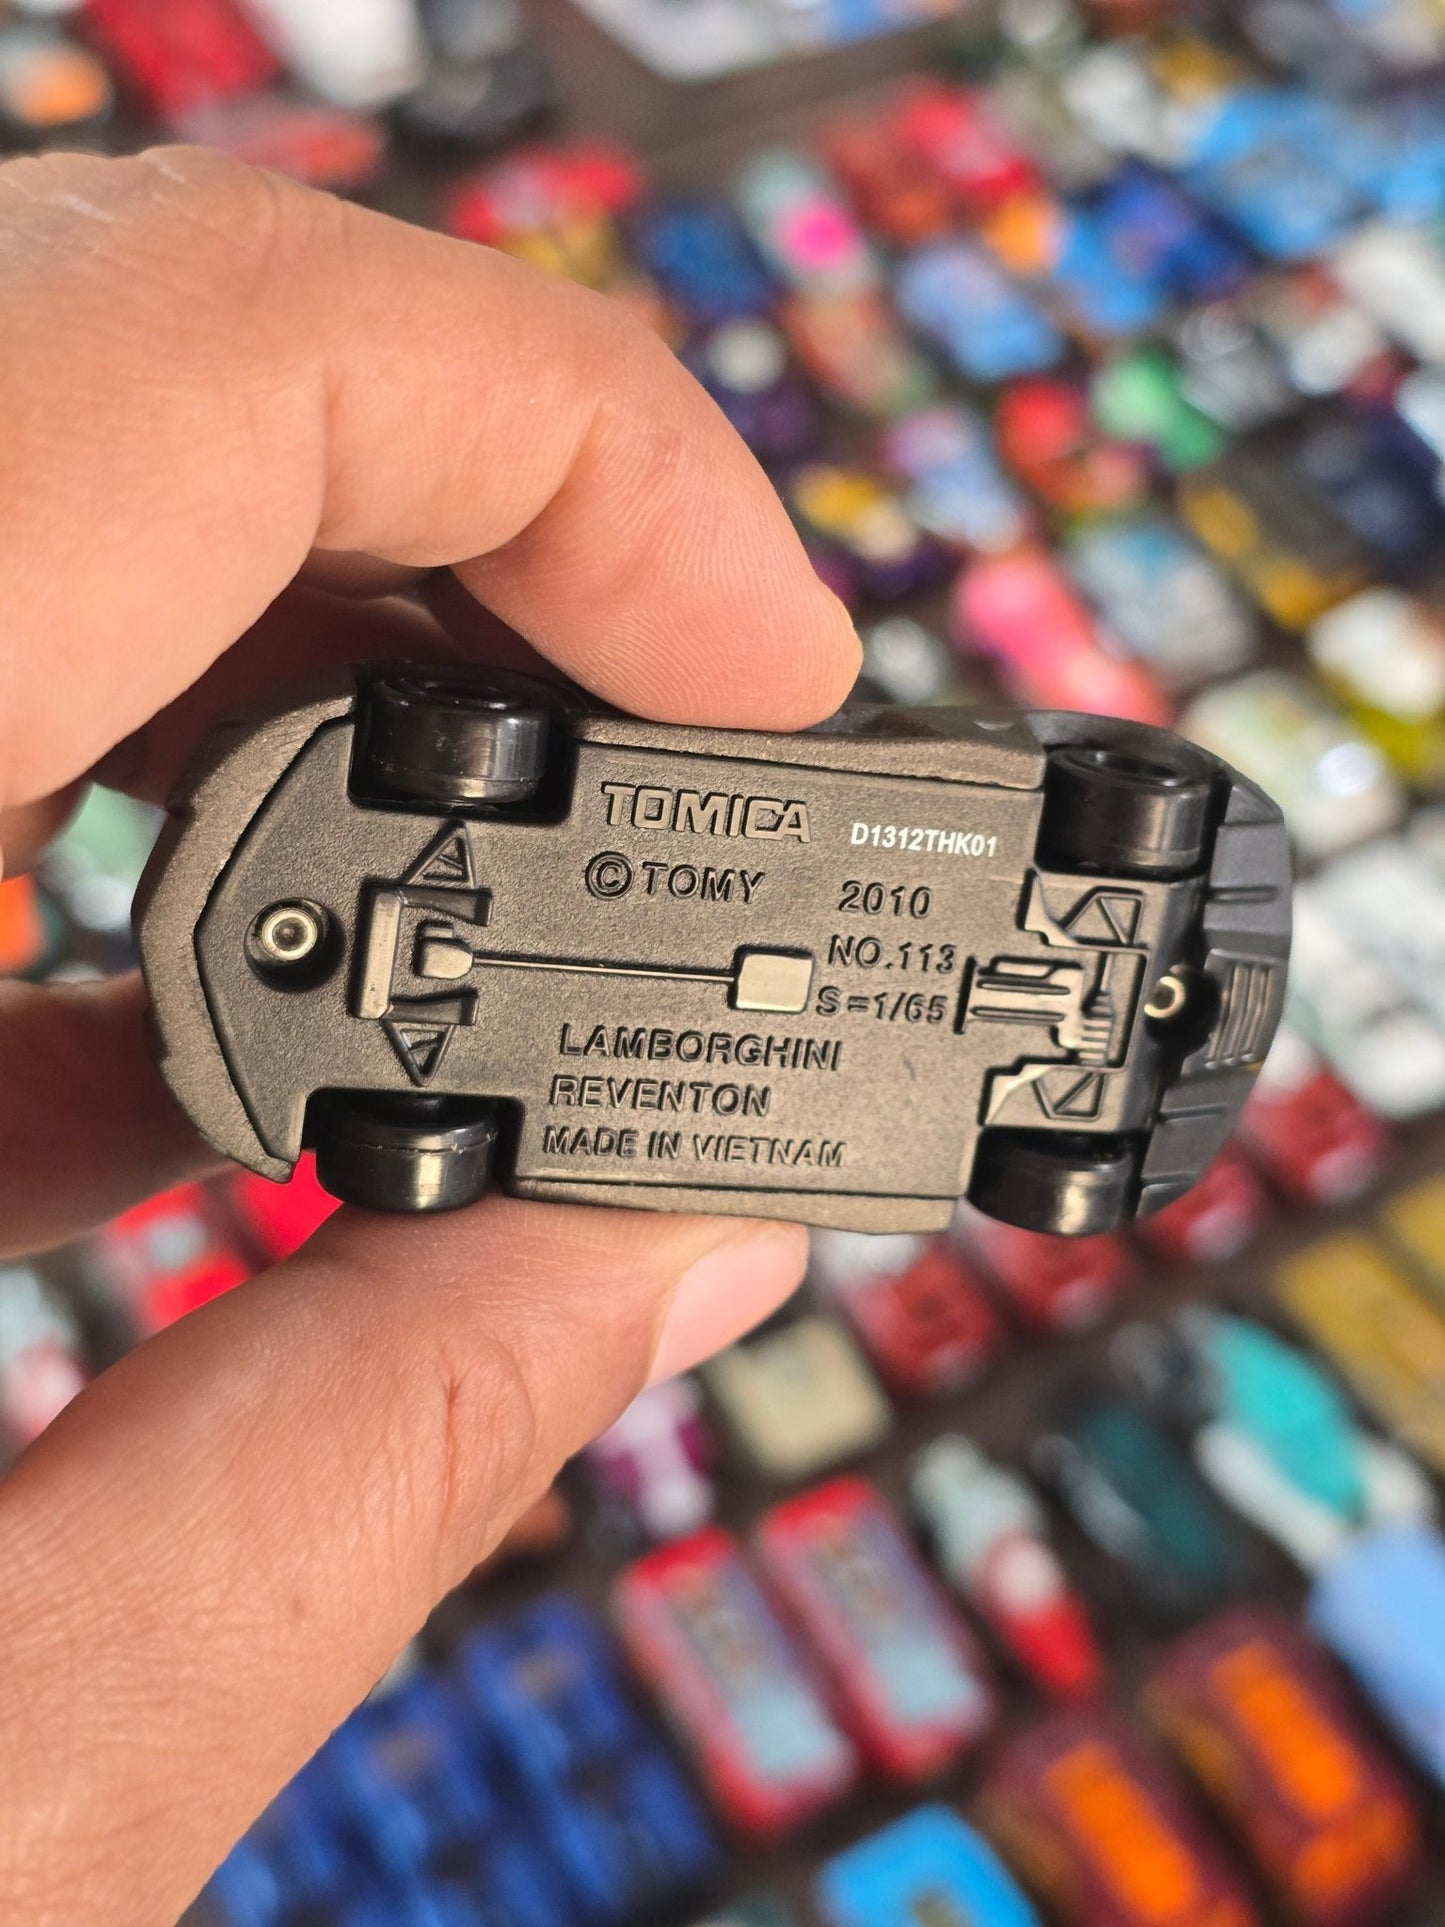 TOMICA
D1312THK01
© TOMY
2010
NO.113
S=1/65
LAMBORGHINI
REVENTON
MADE IN VIETNAM